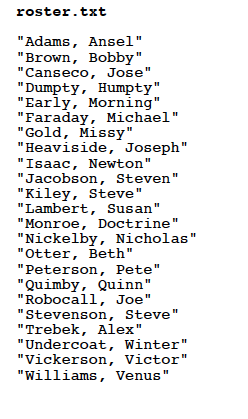 roster.txt
"Adams, Ansel"
"Brown, Bobby"
"Canseco, Jose"
"Dumpty, Humpty"
"Early, Morning"
"Faraday, Michael"
"Gold, Missy"
"Heaviside, Joseph"
"Isaac, Newton"
"Jacobson, Steven"
"Kiley, Steve"
"Lambert, Susan"
"Monroe, Doctrine"
"Nickelby, Nicholas"
"Otter, Beth"
"Peterson, Pete"
"Quimby, Quinn"
"Robocall, Joe"
"Stevenson, Steve"
"Trebek, Alex"
"Undercoat, Winter"
"Vickerson, Victor"
"Williams, Venus"